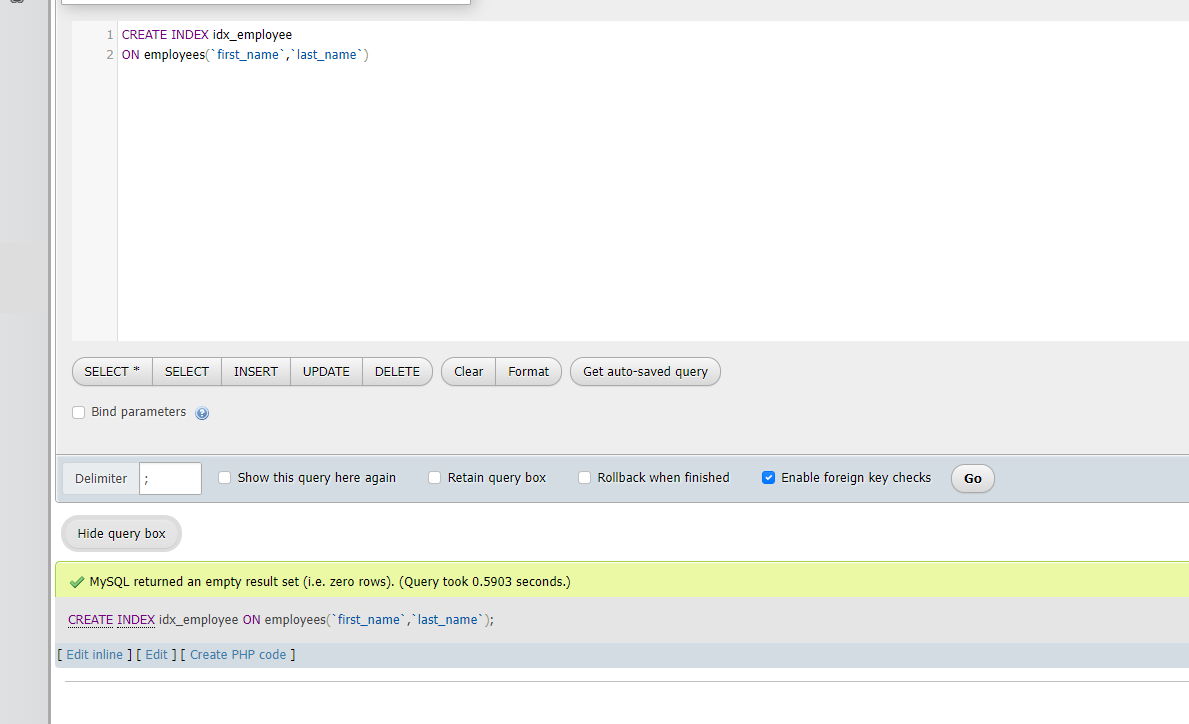 1 CREATE INDEX idx_employee
2 ON employees(`first_name`,`last_name`)
SELECT * SELECT INSERT UPDATE DELETE Clear Format Get auto-saved query
Bind parameters
Delimiter ; Show this query here again Retain query box Rollback when finished Enable foreign key checks Go
Hide query box
MySQL returned an empty result set (i.e. zero rows). (Query took 0.5903 seconds.)
CREATE INDEX idx_employee ON employees(`first_name`,`last_name`);
[ Edit inline ] [ Edit ] [ Create PHP code ]